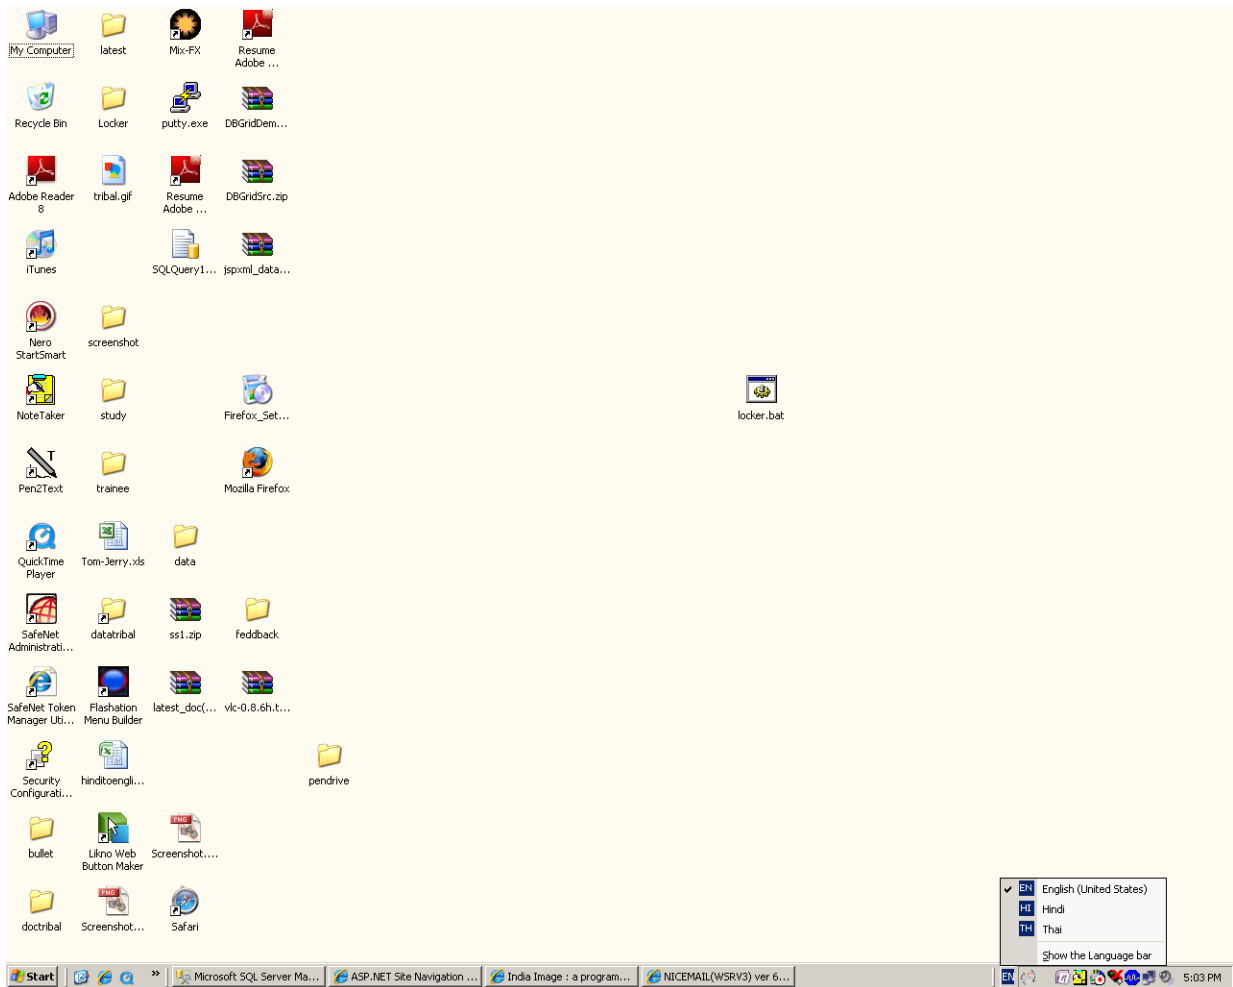 My Computer
latest
Mix-FX
Resume
Adobe ...
Recycle Bin
Locker
putty.exe
DBGridDem...
Adobe Reader
8
tribal.gif
Resume
Adobe ...
DBGridSrc.zip
iTunes
SQLQuery1...
jspxml_data...
Nero
StartSmart
screenshot
NoteTaker
study
Firefox_Set...
locker.bat
Pen2Text
trainee
Mozilla Firefox
QuickTime
Player
Tom-Jerry.xls
data
SafeNet
Administrati...
datatribal
ss1.zip
feddback
SafeNet Token
Manager Uti...
Flashation
Menu Builder
latest_doc(...
vlc-0.8.6h.t...
Security
Configurati...
hinditoengli...
pendrive
bullet
Likno Web
Button Maker
PNG
Screenshot....
doctribal
PNG
Screenshot...
Safari
EN English (United States)
HI Hindi
TH Thai
Show the Language bar
Start
»
Microsoft SQL Server Ma...
ASP.NET Site Navigation ...
India Image : a program...
NICEMAIL(WSRV3) ver 6...
EN
5:03 PM